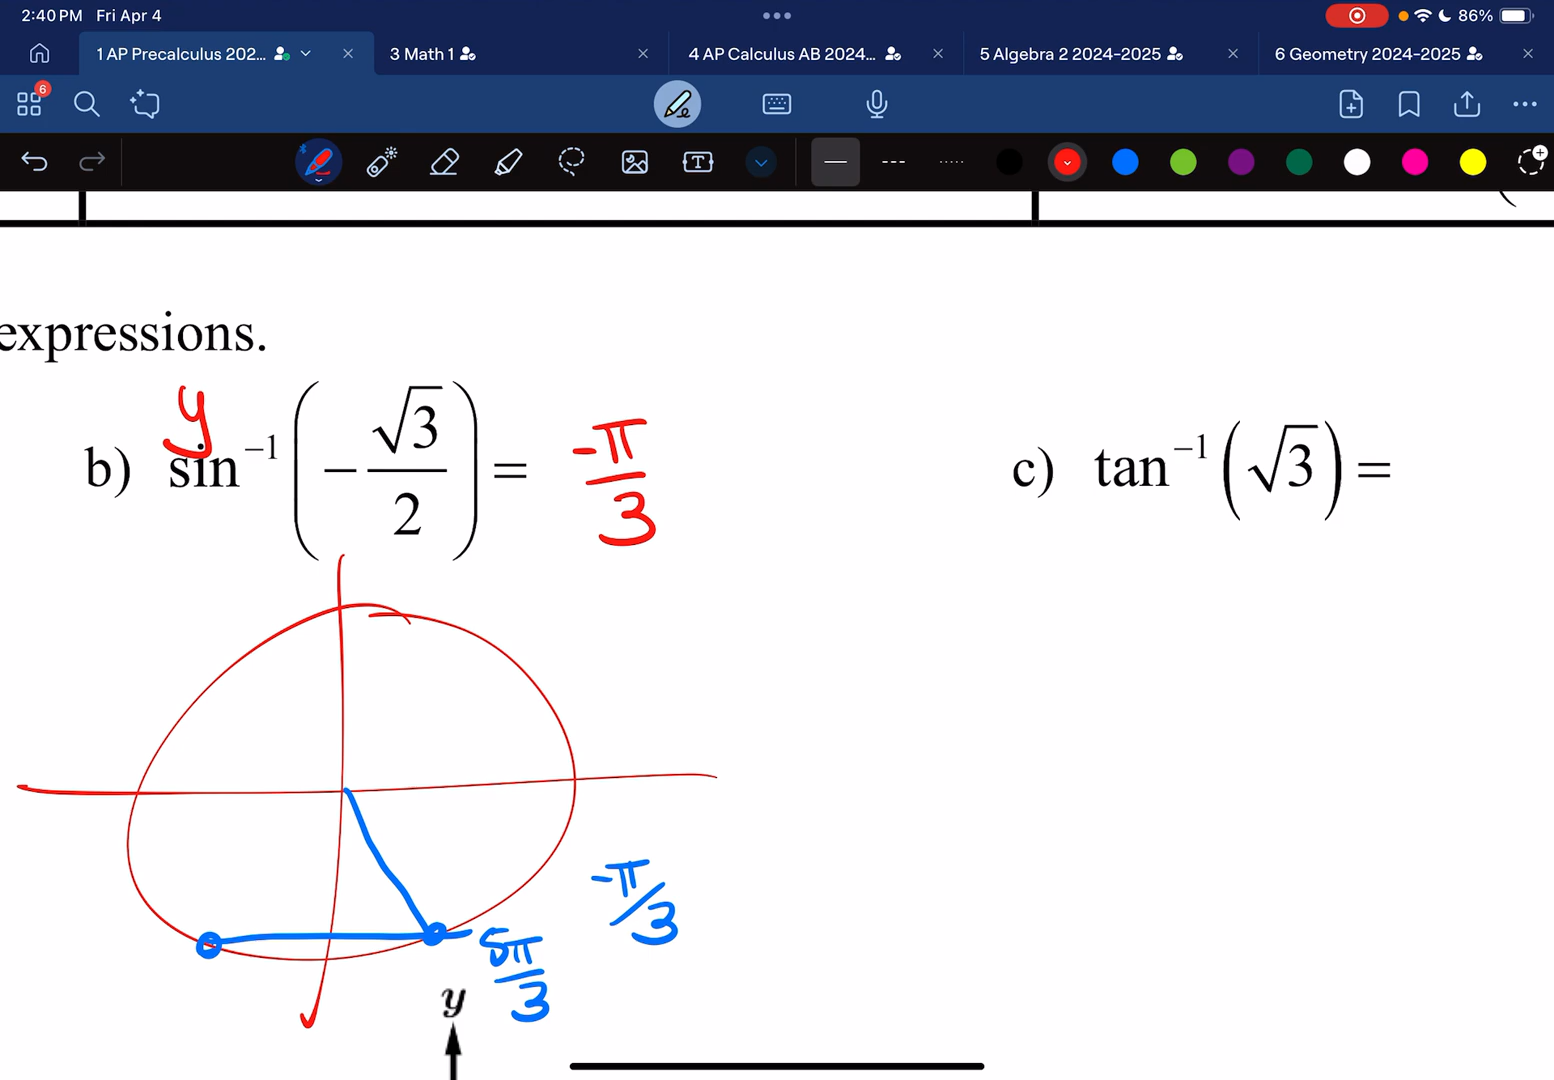 2:40 PM Fri Apr 4
86%
1 AP Precalculus 202...
3 Math 1
4 AP Calculus AB 2024...
5 Algebra 2 2024-2025
6 Geometry 2024-2025
6
T
expressions.
y
b) sin⁻¹(-√3/2) = -π/3
c) tan⁻¹(√3) =
-π/3
5π/3
y